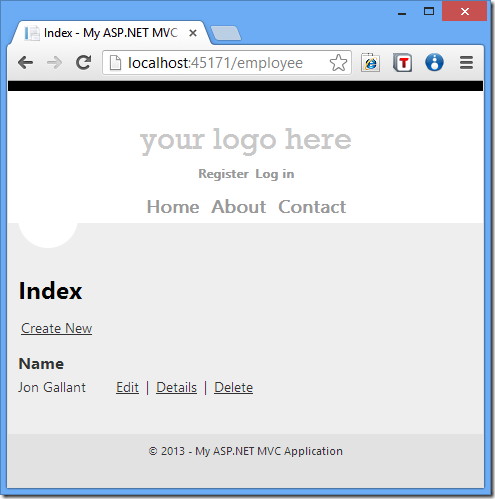 Index - My ASP.NET MVC
localhost:45171/employee
your logo here
Register Log in
Home About Contact
Index
Create New
Name
Jon Gallant Edit | Details | Delete
© 2013 - My ASP.NET MVC Application